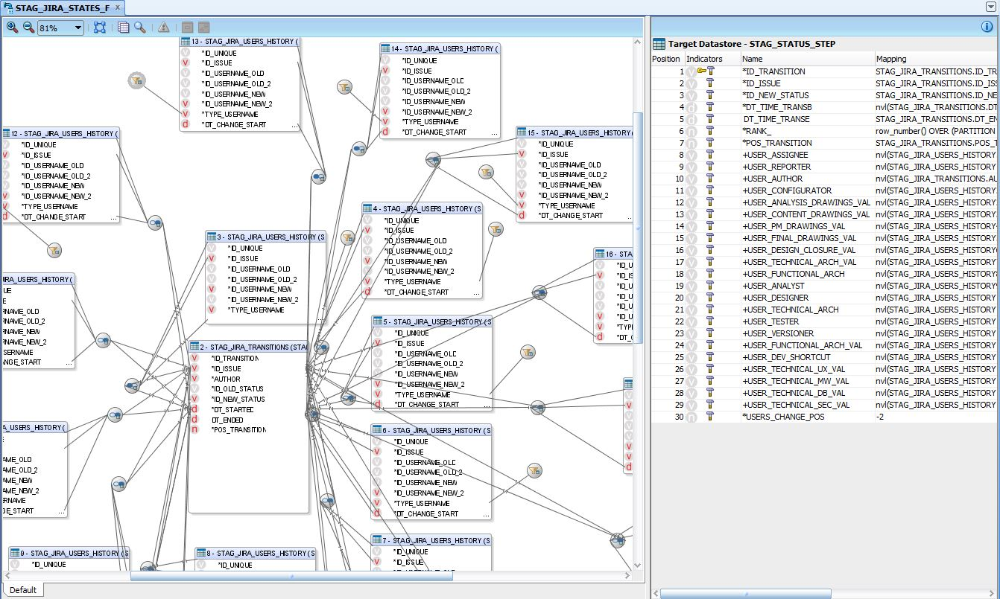 STAG_JIRA_STATES_F
81%
13 - STAG_JIRA_USERS_HISTORY (
*ID_UNIQUE
*ID_ISSUE
*ID_USERNAME_OLD
*ID_USERNAME_OLD_2
*ID_USERNAME_NEW
*ID_USERNAME_NEW_2
*TYPE_USERNAME
*DT_CHANGE_START ...
14 - STAG_JIRA_USERS_HISTORY (
*ID_UNIQUE
*ID_ISSUE
*ID_USERNAME_OLD
*ID_USERNAME_OLD_2
*ID_USERNAME_NEW
*ID_USERNAME_NEW_2
*TYPE_USERNAME
*DT_CHANGE_START ...
12 - STAG_JIRA_USERS_HISTORY (
*ID_UNIQUE
*ID_ISSUE
*ID_USERNAME_OLD
*ID_USERNAME_OLD_2
*ID_USERNAME_NEW
*ID_USERNAME_NEW_2
*TYPE_USERNAME
*DT_CHANGE_START ...
15 - STAG_JIRA_USERS_HISTORY (
*ID_UNIQUE
*ID_ISSUE
*ID_USERNAME_OLD
*ID_USERNAME_OLD_2
*ID_USERNAME_NEW
*ID_USERNAME_NEW_2
*TYPE_USERNAME
*DT_CHANGE_START ...
4 - STAG_JIRA_USERS_HISTORY (S
*ID_UNIQUE
*ID_ISSUE
*ID_USERNAME_OLD
*ID_USERNAME_OLD_2
*ID_USERNAME_NEW
*ID_USERNAME_NEW_2
*TYPE_USERNAME
*DT_CHANGE_START ...
3 - STAG_JIRA_USERS_HISTORY (S
*ID_UNIQUE
*ID_ISSUE
*ID_USERNAME_OLD
*ID_USERNAME_OLD_2
*ID_USERNAME_NEW
*ID_USERNAME_NEW_2
*TYPE_USERNAME
...
16 - STA
*ID_U
*ID_IS
*ID_U
*ID_U
*ID_U
*ID_U
*TYPE
*DT_C
IRA_USERS_HISTORY (
UE
E
RNAME_OLD
RNAME_OLD_2
RNAME_NEW
RNAME_NEW_2
SERNAME
ANGE_START ...
5 - STAG_JIRA_USERS_HISTORY (S
*ID_UNIQUE
*ID_ISSUE
*ID_USERNAME_OLD
*ID_USERNAME_OLD_2
*ID_USERNAME_NEW
*ID_USERNAME_NEW_2
*TYPE_USERNAME
*DT_CHANGE_START ...
2 - STAG_JIRA_TRANSITIONS (STA
*ID_TRANSITION
*ID_ISSUE
*AUTHOR
*ID_OLD_STATUS
*ID_NEW_STATUS
*DT_STARTED
DT_ENDED
*POS_TRANSITION
A_USERS_HISTORY (
AME_OLD
AME_OLD_2
AME_NEW
AME_NEW_2
RNAME
GE_START ...
6 - STAG_JIRA_USERS_HISTORY (S
*ID_UNIQUE
*ID_ISSUE
*ID_USERNAME_OLD
*ID_USERNAME_OLD_2
*ID_USERNAME_NEW
*ID_USERNAME_NEW_2
*TYPE_USERNAME
*DT_CHANGE_START ...
7 - STAG_JIRA_USERS_HISTORY (S
*ID_UNIQUE
*ID_ISSUE
9 - STAG_JIRA_USERS_HISTORY (S
*ID_UNIQUE
8 - STAG_JIRA_USERS_HISTORY (S
*ID_UNIQUE
Default
Target Datastore - STAG_STATUS_STEP
Position Indicators Name Mapping
1 *ID_TRANSITION STAG_JIRA_TRANSITIONS.ID_TR
2 *ID_ISSUE STAG_JIRA_TRANSITIONS.ID_ISS
3 *ID_NEW_STATUS STAG_JIRA_TRANSITIONS.ID_NE
4 *DT_TIME_TRANSB nvl(STAG_JIRA_TRANSITIONS.DT
5 DT_TIME_TRANSE STAG_JIRA_TRANSITIONS.DT_EN
6 *RANK_ row_number() OVER (PARTITION
7 *POS_TRANSITION STAG_JIRA_TRANSITIONS.POS_T
8 +USER_ASSIGNEE nvl(STAG_JIRA_USERS_HISTORY
9 +USER_REPORTER nvl(STAG_JIRA_USERS_HISTORY
10 +USER_AUTHOR nvl(STAG_JIRA_TRANSITIONS.AU
11 +USER_CONFIGURATOR nvl(STAG_JIRA_USERS_HISTORY
12 +USER_ANALYSIS_DRAWINGS_VAL nvl(STAG_JIRA_USERS_HISTORY
13 +USER_CONTENT_DRAWINGS_VAL nvl(STAG_JIRA_USERS_HISTORY
14 +USER_PM_DRAWINGS_VAL nvl(STAG_JIRA_USERS_HISTORY
15 +USER_FINAL_DRAWINGS_VAL nvl(STAG_JIRA_USERS_HISTORY
16 +USER_DESIGN_CLOSURE_VAL nvl(STAG_JIRA_USERS_HISTORY
17 +USER_TECHNICAL_ARCH_VAL nvl(STAG_JIRA_USERS_HISTORY
18 +USER_FUNCTIONAL_ARCH nvl(STAG_JIRA_USERS_HISTORY
19 +USER_ANALYST nvl(STAG_JIRA_USERS_HISTORY
20 +USER_DESIGNER nvl(STAG_JIRA_USERS_HISTORY
21 +USER_TECHNICAL_ARCH nvl(STAG_JIRA_USERS_HISTORY
22 +USER_TESTER nvl(STAG_JIRA_USERS_HISTORY
23 +USER_VERSIONER nvl(STAG_JIRA_USERS_HISTORY
24 +USER_FUNCTIONAL_ARCH_VAL nvl(STAG_JIRA_USERS_HISTORY
25 +USER_DEV_SHORTCUT nvl(STAG_JIRA_USERS_HISTORY
26 +USER_TECHNICAL_UX_VAL nvl(STAG_JIRA_USERS_HISTORY
27 +USER_TECHNICAL_MW_VAL nvl(STAG_JIRA_USERS_HISTORY
28 +USER_TECHNICAL_DB_VAL nvl(STAG_JIRA_USERS_HISTORY
29 +USER_TECHNICAL_SEC_VAL nvl(STAG_JIRA_USERS_HISTORY
30 *USERS_CHANGE_POS -2